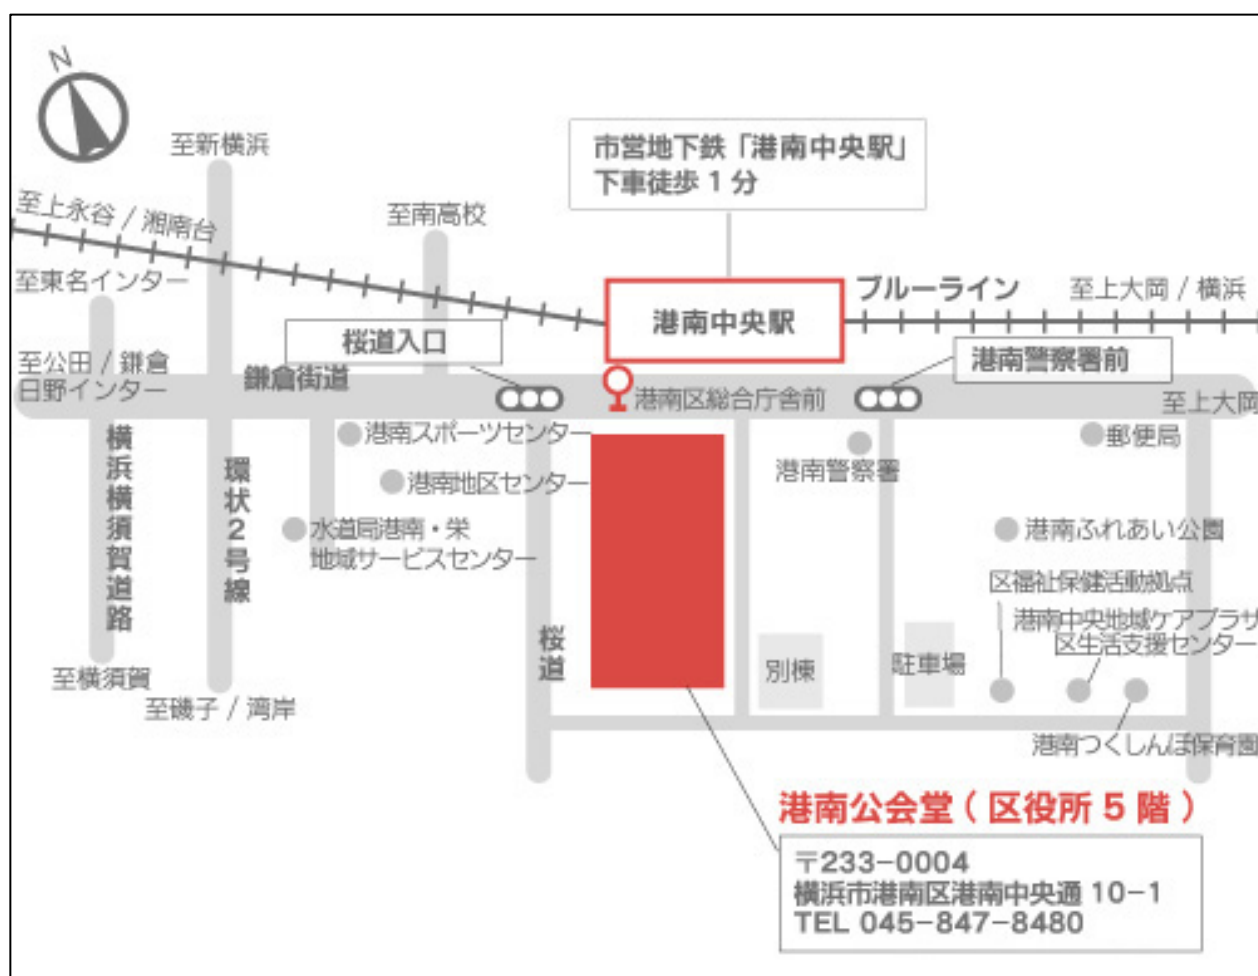 N
至新横浜
市営地下鉄「港南中央駅」
下車徒歩1分
至上永谷 / 湘南台
至南高校
至東名インター
港南中央駅
ブルーライン
至上大岡 / 横浜
桜道入口
港南警察署前
至公田 / 鎌倉
日野インター
鎌倉街道
港南区総合庁舎前
至上大岡
横浜横須賀道路
環状2号線
港南スポーツセンター
港南地区センター
水道局港南・栄
地域サービスセンター
港南警察署
郵便局
港南ふれあい公園
区福祉保健活動拠点
港南中央地域ケアプラザ
区生活支援センター
桜道
別棟
駐車場
至横須賀
至磯子 / 湾岸
港南つくしんぼ保育園
港南公会堂（区役所5階）
〒233-0004
横浜市港南区港南中央通10-1
TEL 045-847-8480